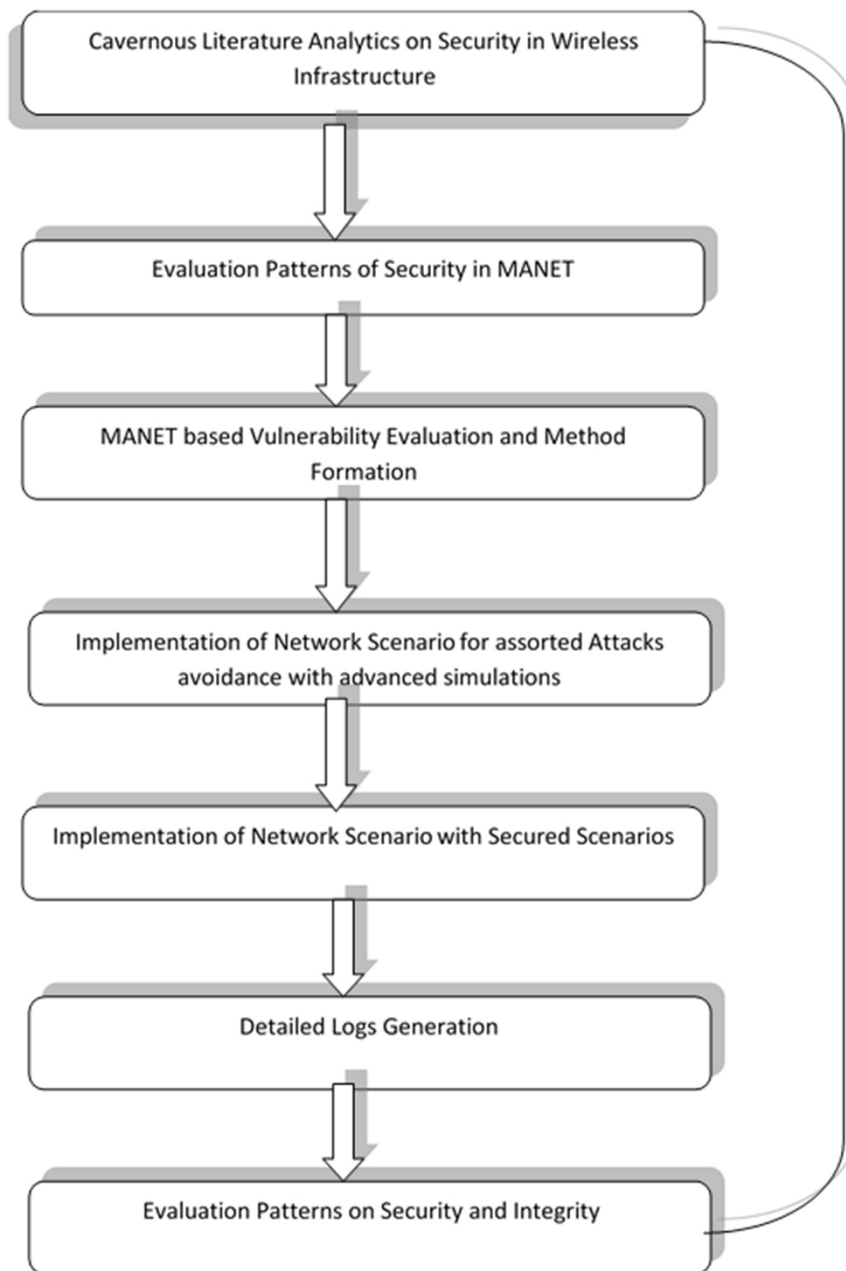 Cavernous Literature Analytics on Security in Wireless
Infrastructure
Evaluation Patterns of Security in MANET
MANET based Vulnerability Evaluation and Method
Formation
Implementation of Network Scenario for assorted Attacks
avoidance with advanced simulations
Implementation of Network Scenario with Secured Scenarios
Detailed Logs Generation
Evaluation Patterns on Security and Integrity